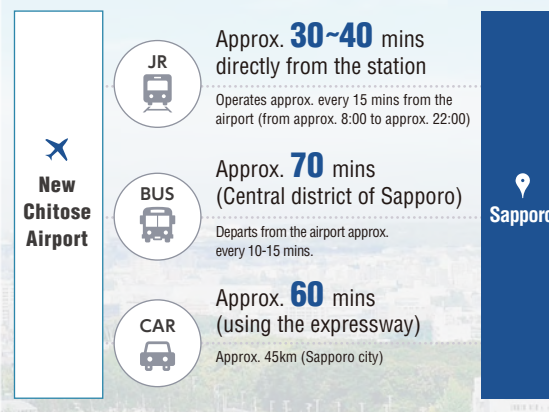 New
Chitose
Airport
JR
Approx. 30~40 mins
directly from the station
Operates approx. every 15 mins from the
airport (from approx. 8:00 to approx. 22:00)
BUS
Approx. 70 mins
(Central district of Sapporo)
Departs from the airport approx.
every 10-15 mins.
CAR
Approx. 60 mins
(using the expressway)
Approx. 45km (Sapporo city)
Sapporo